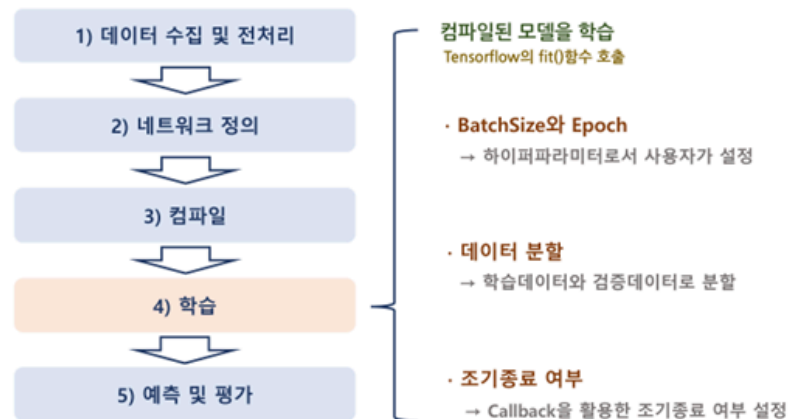 1) 데이터 수집 및 전처리
2) 네트워크 정의
3) 컴파일
4) 학습
5) 예측 및 평가
컴파일된 모델을 학습
Tensorflow의 fit()함수 호출
· BatchSize와 Epoch
→ 하이퍼파라미터로서 사용자가 설정
· 데이터 분할
→ 학습데이터와 검증데이터로 분할
· 조기종료 여부
→ Callback을 활용한 조기종료 여부 설정